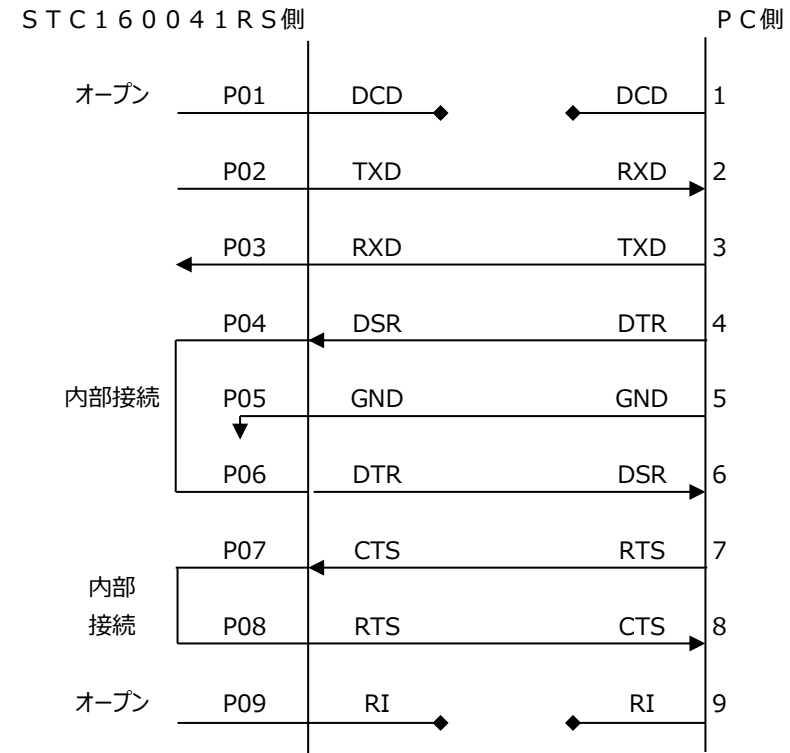 ＳＴＣ１６００４１ＲＳ側 ＰＣ側
オープン P01 DCD DCD 1
P02 TXD RXD 2
P03 RXD TXD 3
P04 DSR DTR 4
内部接続 P05 GND GND 5
P06 DTR DSR 6
P07 CTS RTS 7
内部
接続 P08 RTS CTS 8
オープン P09 RI RI 9